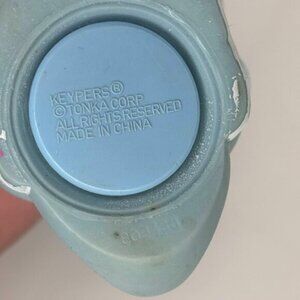 KEYPERS®
©TONKA CORP
ALL RIGHTS RESERVED
MADE IN CHINA